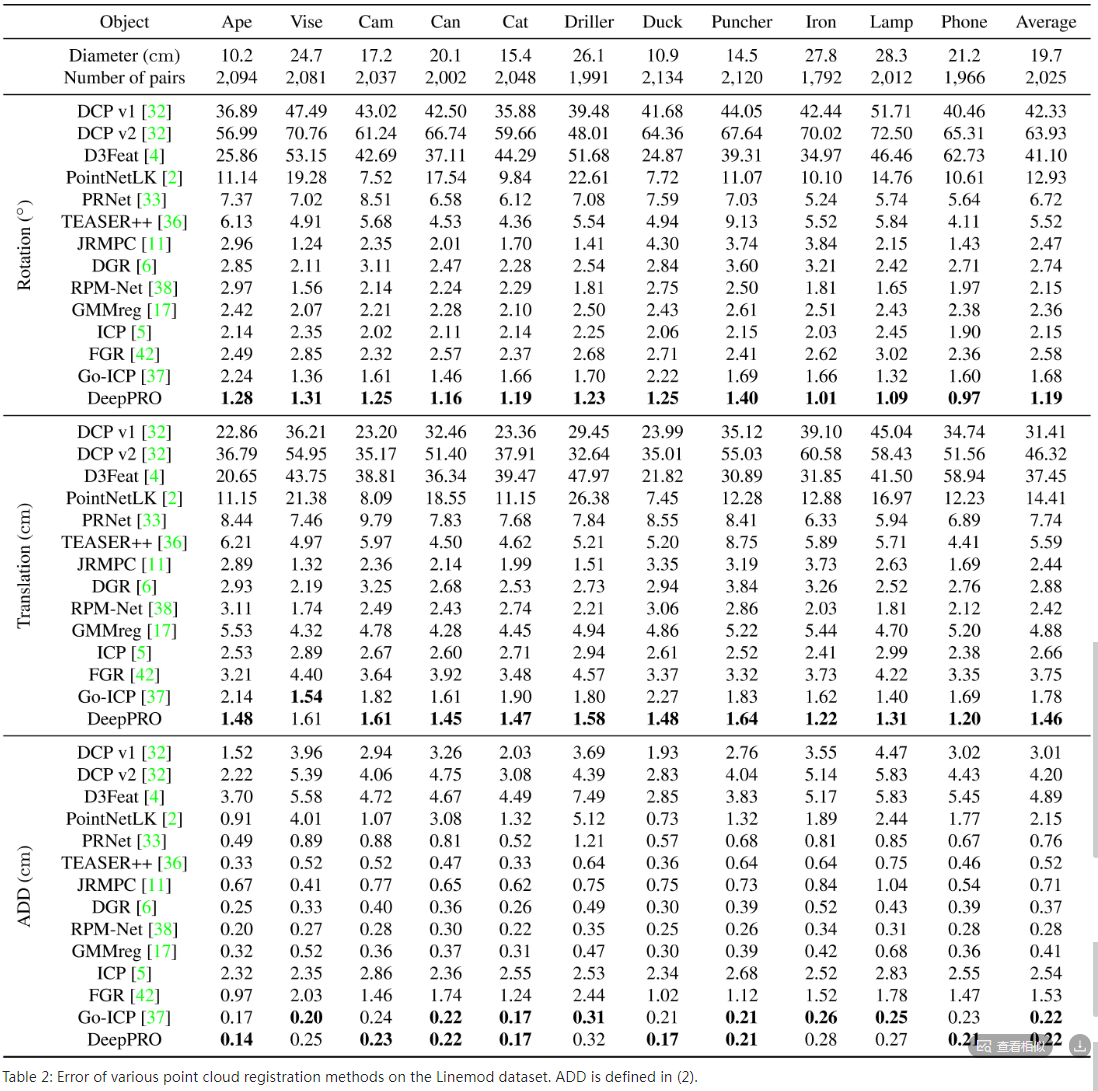 Object Ape Vise Cam Can Cat Driller Duck Puncher Iron Lamp Phone Average
Diameter (cm) 10.2 24.7 17.2 20.1 15.4 26.1 10.9 14.5 27.8 28.3 21.2 19.7
Number of pairs 2,094 2,081 2,037 2,002 2,048 1,991 2,134 2,120 1,792 2,012 1,966 2,025
Rotation (°)
DCP v1 [32] 36.89 47.49 43.02 42.50 35.88 39.48 41.68 44.05 42.44 51.71 40.46 42.33
DCP v2 [32] 56.99 70.76 61.24 66.74 59.66 48.01 64.36 67.64 70.02 72.50 65.31 63.93
D3Feat [4] 25.86 53.15 42.69 37.11 44.29 51.68 24.87 39.31 34.97 46.46 62.73 41.10
PointNetLK [2] 11.14 19.28 7.52 17.54 9.84 22.61 7.72 11.07 10.10 14.76 10.61 12.93
PRNet [33] 7.37 7.02 8.51 6.58 6.12 7.08 7.59 7.03 5.24 5.74 5.64 6.72
TEASER++ [36] 6.13 4.91 5.68 4.53 4.36 5.54 4.94 9.13 5.52 5.84 4.11 5.52
JRMPC [11] 2.96 1.24 2.35 2.01 1.70 1.41 4.30 3.74 3.84 2.15 1.43 2.47
DGR [6] 2.85 2.11 3.11 2.47 2.28 2.54 2.84 3.60 3.21 2.42 2.71 2.74
RPM-Net [38] 2.97 1.56 2.14 2.24 2.29 1.81 2.75 2.50 1.81 1.65 1.97 2.15
GMMreg [17] 2.42 2.07 2.21 2.28 2.10 2.50 2.43 2.61 2.51 2.43 2.38 2.36
ICP [5] 2.14 2.35 2.02 2.11 2.14 2.25 2.06 2.15 2.03 2.45 1.90 2.15
FGR [42] 2.49 2.85 2.32 2.57 2.37 2.68 2.71 2.41 2.62 3.02 2.36 2.58
Go-ICP [37] 2.24 1.36 1.61 1.46 1.66 1.70 2.22 1.69 1.66 1.32 1.60 1.68
DeepPRO 1.28 1.31 1.25 1.16 1.19 1.23 1.25 1.40 1.01 1.09 0.97 1.19
Translation (cm)
DCP v1 [32] 22.86 36.21 23.20 32.46 23.36 29.45 23.99 35.12 39.10 45.04 34.74 31.41
DCP v2 [32] 36.79 54.95 35.17 51.40 37.91 32.64 35.01 55.03 60.58 58.43 51.56 46.32
D3Feat [4] 20.65 43.75 38.81 36.34 39.47 47.97 21.82 30.89 31.85 41.50 58.94 37.45
PointNetLK [2] 11.15 21.38 8.09 18.55 11.15 26.38 7.45 12.28 12.88 16.97 12.23 14.41
PRNet [33] 8.44 7.46 9.79 7.83 7.68 7.84 8.55 8.41 6.33 5.94 6.89 7.74
TEASER++ [36] 6.21 4.97 5.97 4.50 4.62 5.21 5.20 8.75 5.89 5.71 4.41 5.59
JRMPC [11] 2.89 1.32 2.36 2.14 1.99 1.51 3.35 3.19 3.73 2.63 1.69 2.44
DGR [6] 2.93 2.19 3.25 2.68 2.53 2.73 2.94 3.84 3.26 2.52 2.76 2.88
RPM-Net [38] 3.11 1.74 2.49 2.43 2.74 2.21 3.06 2.86 2.03 1.81 2.12 2.42
GMMreg [17] 5.53 4.32 4.78 4.28 4.45 4.94 4.86 5.22 5.44 4.70 5.20 4.88
ICP [5] 2.53 2.89 2.67 2.60 2.71 2.94 2.61 2.52 2.41 2.99 2.38 2.66
FGR [42] 3.21 4.40 3.64 3.92 3.48 4.57 3.37 3.32 3.73 4.22 3.35 3.75
Go-ICP [37] 2.14 1.54 1.82 1.61 1.90 1.80 2.27 1.83 1.62 1.40 1.69 1.78
DeepPRO 1.48 1.61 1.61 1.45 1.47 1.58 1.48 1.64 1.22 1.31 1.20 1.46
ADD (cm)
DCP v1 [32] 1.52 3.96 2.94 3.26 2.03 3.69 1.93 2.76 3.55 4.47 3.02 3.01
DCP v2 [32] 2.22 5.39 4.06 4.75 3.08 4.39 2.83 4.04 5.14 5.83 4.43 4.20
D3Feat [4] 3.70 5.58 4.72 4.67 4.49 7.49 2.85 3.83 5.17 5.83 5.45 4.89
PointNetLK [2] 0.91 4.01 1.07 3.08 1.32 5.12 0.73 1.32 1.89 2.44 1.77 2.15
PRNet [33] 0.49 0.89 0.88 0.81 0.52 1.21 0.57 0.68 0.81 0.85 0.67 0.76
TEASER++ [36] 0.33 0.52 0.52 0.47 0.33 0.64 0.36 0.64 0.64 0.75 0.46 0.52
JRMPC [11] 0.67 0.41 0.77 0.65 0.62 0.75 0.75 0.73 0.84 1.04 0.54 0.71
DGR [6] 0.25 0.33 0.40 0.36 0.26 0.49 0.30 0.39 0.52 0.43 0.39 0.37
RPM-Net [38] 0.20 0.27 0.28 0.30 0.22 0.35 0.25 0.26 0.34 0.31 0.28 0.28
GMMreg [17] 0.32 0.52 0.36 0.37 0.31 0.47 0.30 0.39 0.42 0.68 0.36 0.41
ICP [5] 2.32 2.35 2.86 2.36 2.55 2.53 2.34 2.68 2.52 2.83 2.55 2.54
FGR [42] 0.97 2.03 1.46 1.74 1.24 2.44 1.02 1.12 1.52 1.78 1.47 1.53
Go-ICP [37] 0.17 0.20 0.24 0.22 0.17 0.31 0.21 0.21 0.26 0.25 0.23 0.22
DeepPRO 0.14 0.25 0.23 0.22 0.17 0.32 0.17 0.21 0.28 0.27 0.21 0.22
查看相似
Table 2: Error of various point cloud registration methods on the Linemod dataset. ADD is defined in (2).